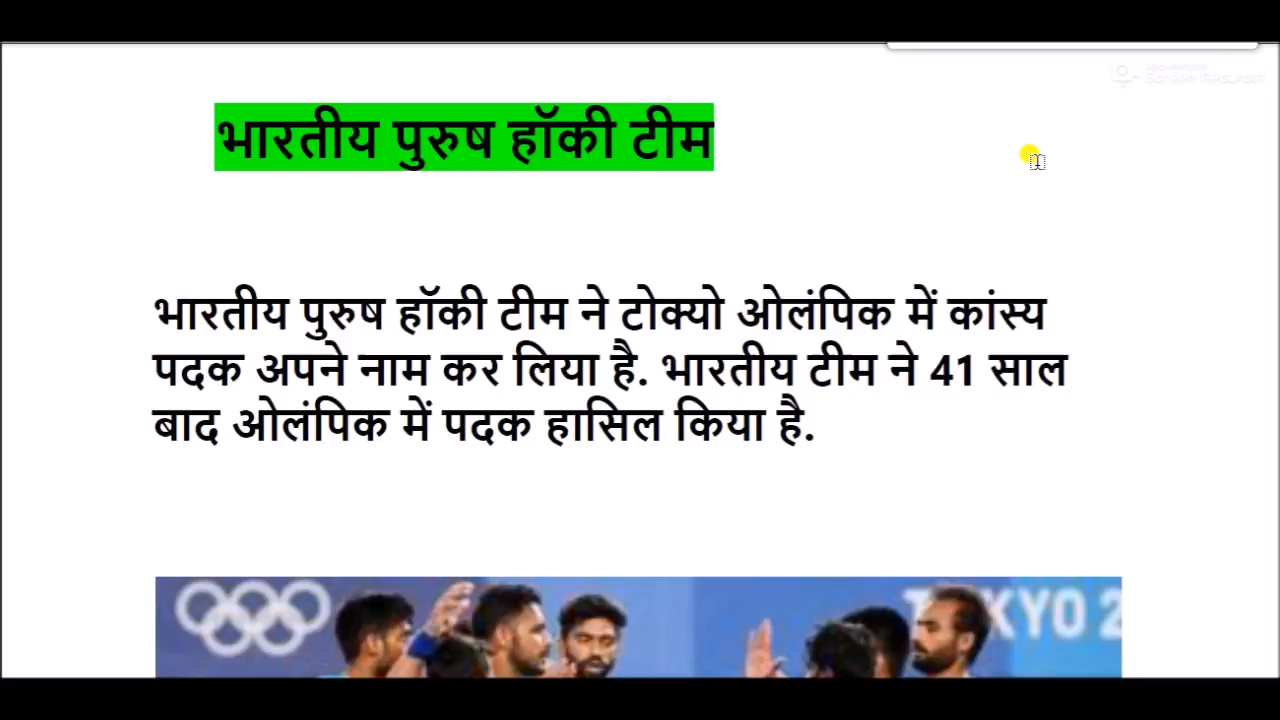 भारतीय पुरुष हॉकी टीम
भारतीय पुरुष हॉकी टीम ने टोक्यो ओलंपिक में कांस्य
पदक अपने नाम कर लिया है. भारतीय टीम ने 41 साल
बाद ओलंपिक में पदक हासिल किया है.